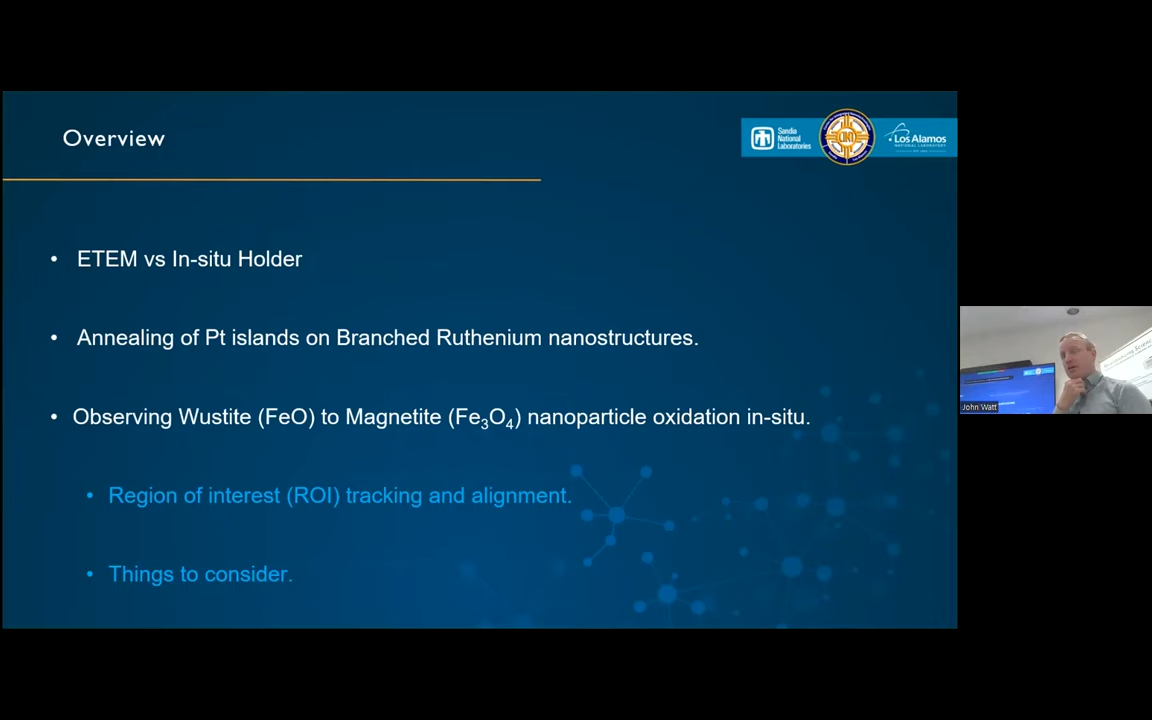 Overview
Sandia
National
Laboratories
Los Alamos
NATIONAL LABORATORY
• ETEM vs In-situ Holder
• Annealing of Pt islands on Branched Ruthenium nanostructures.
• Observing Wustite (FeO) to Magnetite (Fe₃O₄) nanoparticle oxidation in-situ.
• Region of interest (ROI) tracking and alignment.
• Things to consider.
John Watt